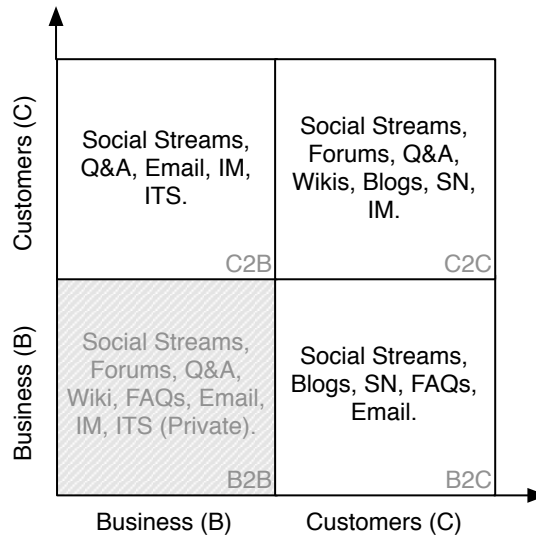 Customers (C)
Social Streams,
Q&A, Email, IM,
ITS.
C2B
Social Streams,
Forums, Q&A,
Wikis, Blogs, SN,
IM.
C2C
Business (B)
Social Streams,
Forums, Q&A,
Wiki, FAQs, Email,
IM, ITS (Private).
B2B
Social Streams,
Blogs, SN, FAQs,
Email.
B2C
Business (B)
Customers (C)